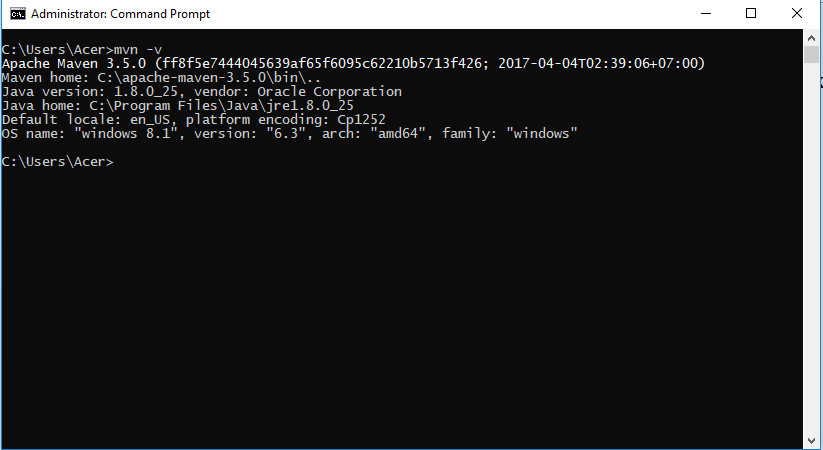 Administrator: Command Prompt
C:\Users\Acer>mvn -v
Apache Maven 3.5.0 (ff8f5e7444045639af65f6095c62210b5713f426; 2017-04-04T02:39:06+07:00)
Maven home: C:\apache-maven-3.5.0\bin\..
Java version: 1.8.0_25, vendor: Oracle Corporation
Java home: C:\Program Files\Java\jre1.8.0_25
Default locale: en_US, platform encoding: Cp1252
OS name: "windows 8.1", version: "6.3", arch: "amd64", family: "windows"
C:\Users\Acer>